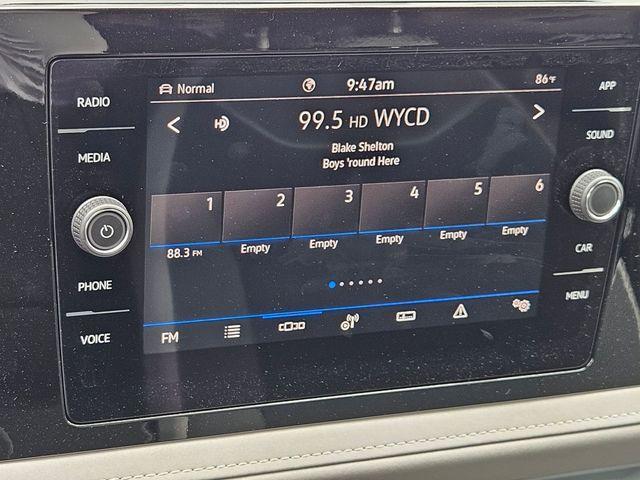 RADIO
MEDIA
PHONE
VOICE
Normal
9:47am
86°F
99.5 HD WYCD
Blake Shelton
Boys 'round Here
1
2
3
4
5
6
88.3 FM
Empty
Empty
Empty
Empty
Empty
FM
APP
SOUND
CAR
MENU